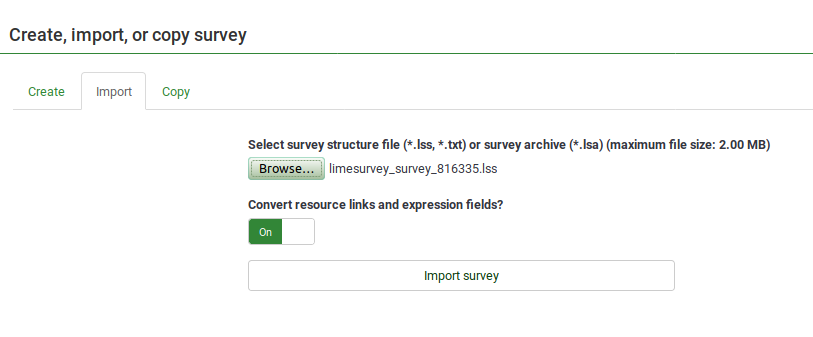 Create, import, or copy survey
Create Import Copy
Select survey structure file (*.lss, *.txt) or survey archive (*.lsa) (maximum file size: 2.00 MB)
Browse... limesurvey_survey_816335.lss
Convert resource links and expression fields?
On
Import survey